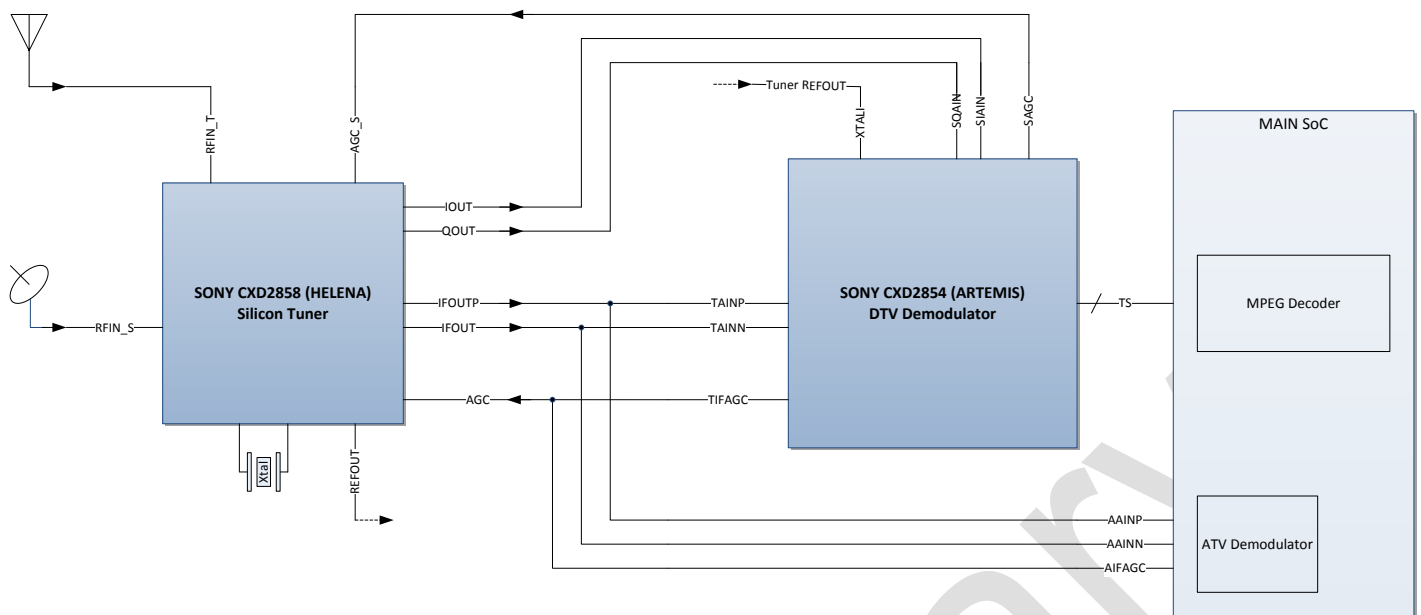 Tuner REFOUT
MAIN SoC
RFIN_T
AGC_S
XTALI
SQAIN
SIAIN
SAGC
IOUT
QOUT
SONY CXD2858 (HELENA)
Silicon Tuner
IFOUTP
IFOUT
TAINP
TAINN
SONY CXD2854 (ARTEMIS)
DTV Demodulator
TS
MPEG Decoder
RFIN_S
AGC
TIFAGC
Xtal
REFOUT
AAINP
AAINN
AIFAGC
ATV Demodulator